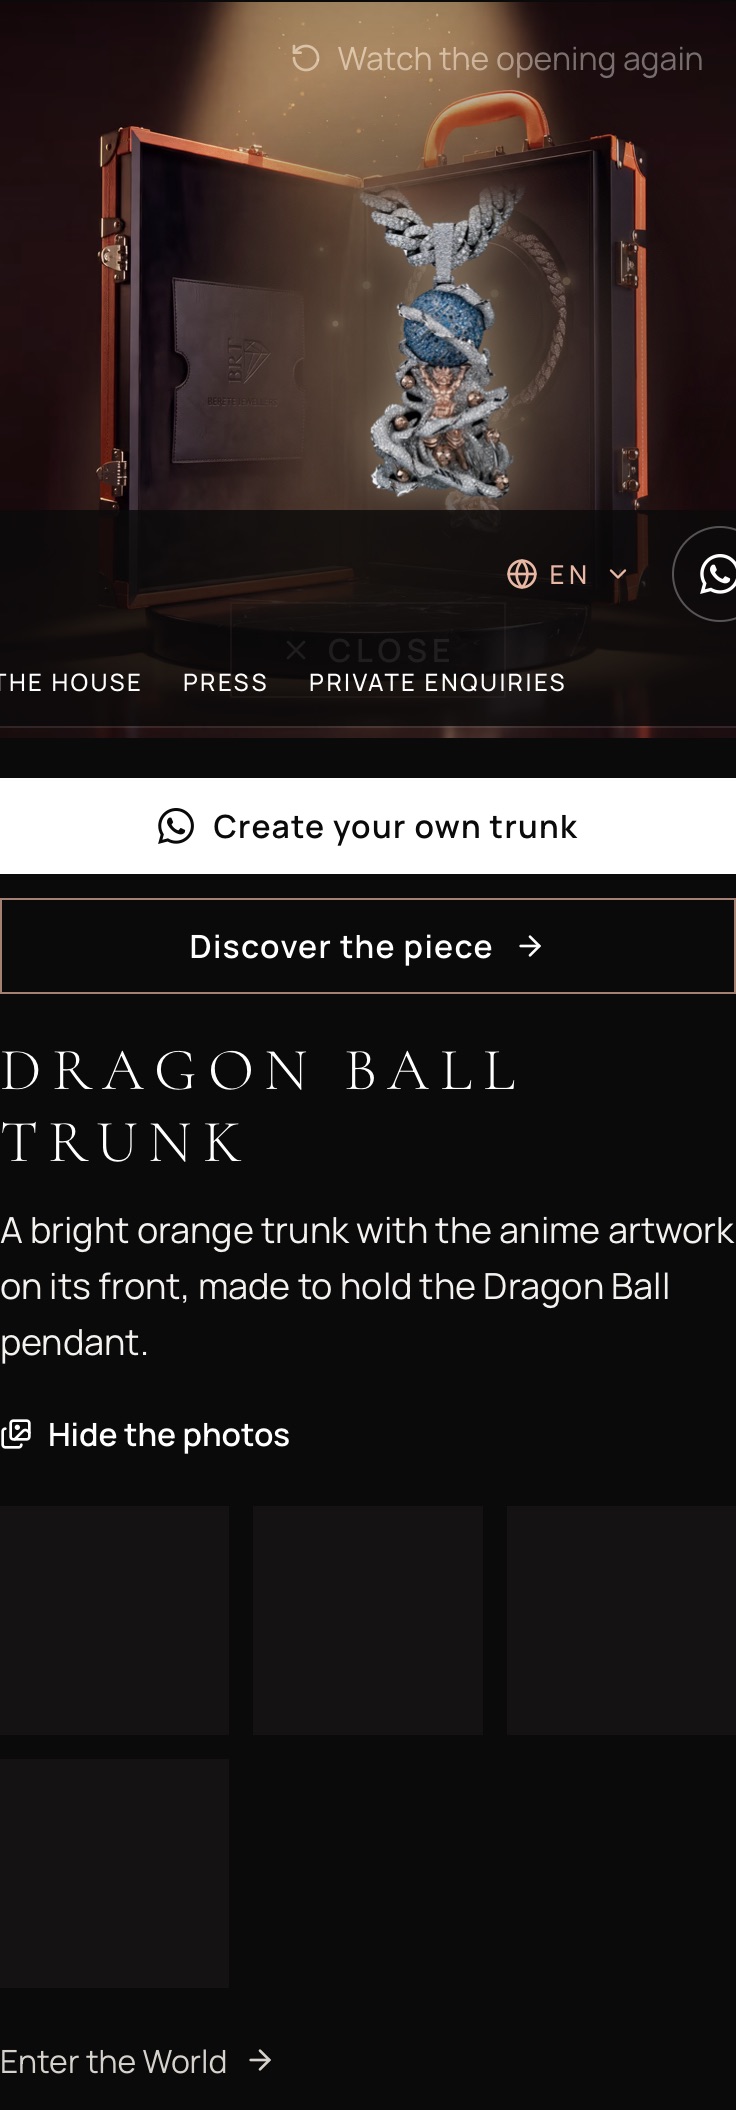 Watch the opening again
BRT
EN
CLOSE
THE HOUSE PRESS PRIVATE ENQUIRIES
Create your own trunk
Discover the piece
DRAGON BALL
TRUNK
A bright orange trunk with the anime artwork
on its front, made to hold the Dragon Ball
pendant.
Hide the photos
Enter the World